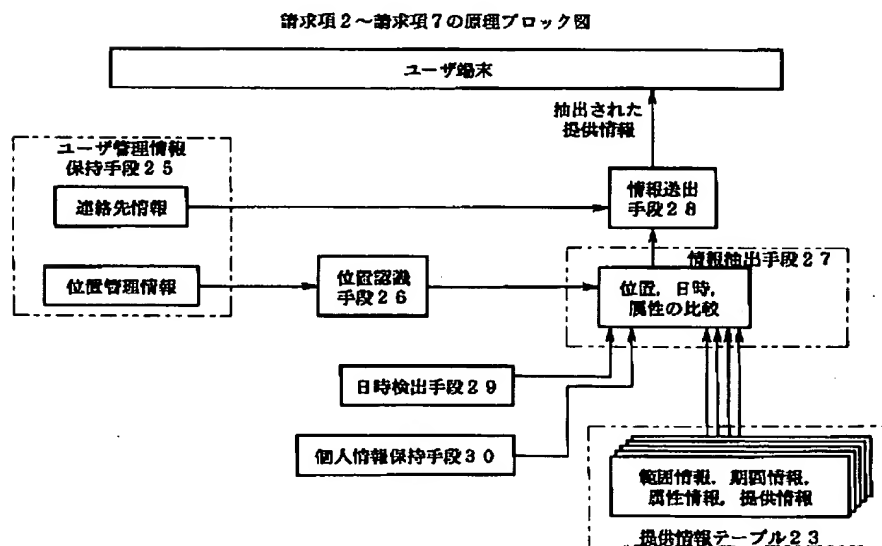 請求項2～請求項7の原理ブロック図
ユーザ端末
抽出された
提供情報
ユーザ管理情報
保持手段25
連絡先情報
情報送出
手段28
情報抽出手段27
位置管理情報
位置認識
手段26
位置，日時，
属性の比較
日時検出手段29
個人情報保持手段30
範囲情報，期間情報，
属性情報，提供情報
提供情報テーブル23